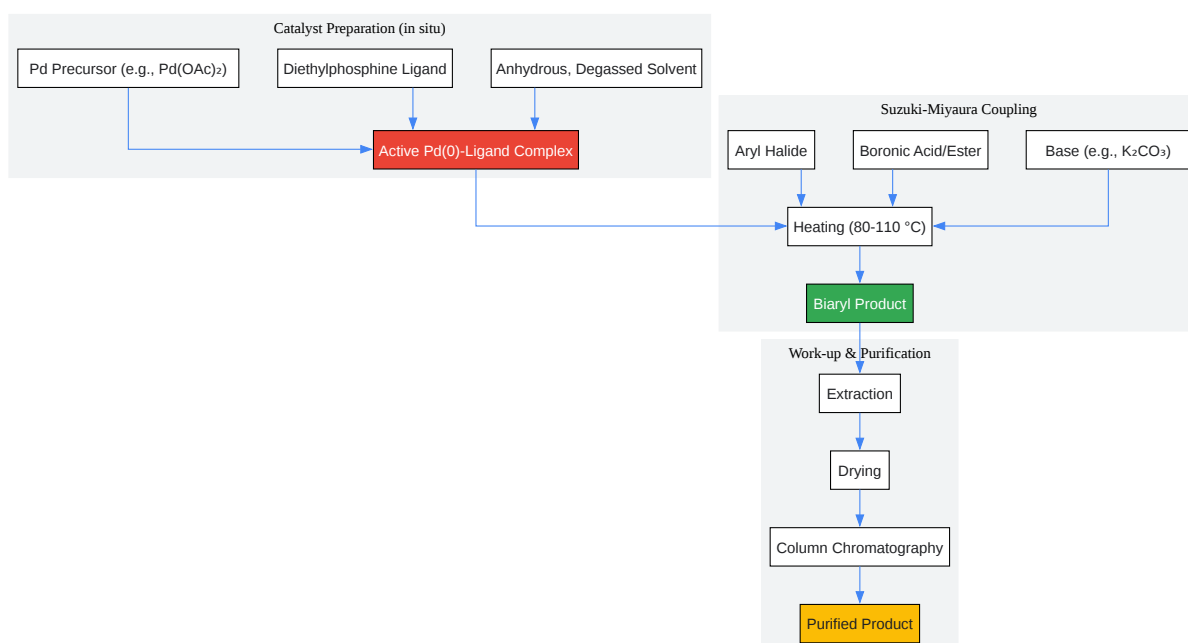 Catalyst Preparation (in situ)
Pd Precursor (e.g., Pd(OAc)₂)
Diethylphosphine Ligand
Anhydrous, Degassed Solvent
Active Pd(0)-Ligand Complex
Suzuki-Miyaura Coupling
Aryl Halide
Boronic Acid/Ester
Base (e.g., K₂CO₃)
Heating (80-110 °C)
Biaryl Product
Work-up & Purification
Extraction
Drying
Column Chromatography
Purified Product